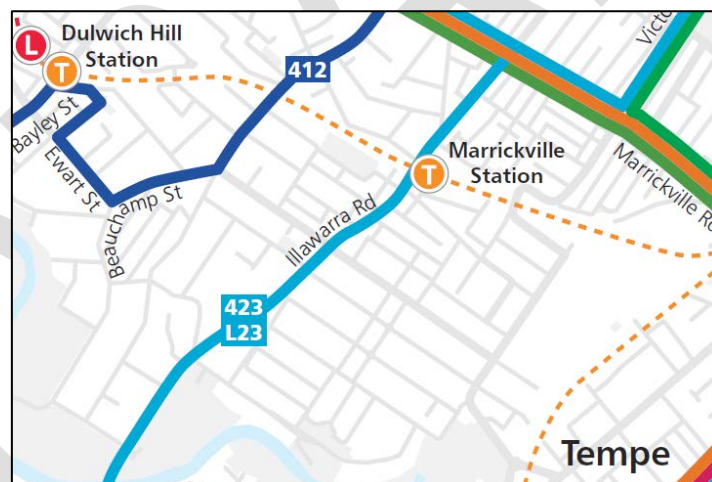 L
Dulwich Hill
Station
T
412
Victo
Bayley St
Ewart St
Beauchamp St
Marrickville
Station
T
Marrickville Rd
Illawarra Rd
423
L23
Tempe